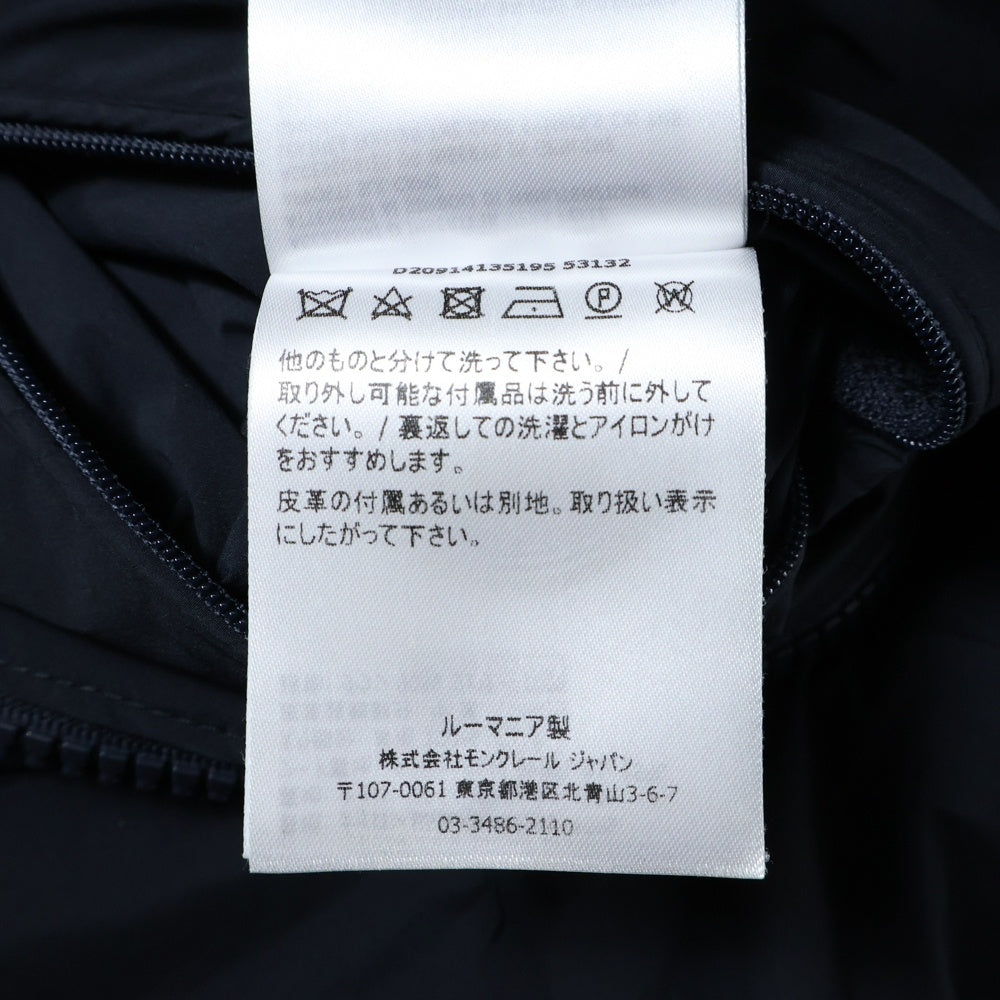 D20914135195 53132
他のものと分けて洗って下さい。/
取り外し可能な付属品は洗う前に外して
ください。/ 裏返しての洗濯とアイロンがけ
をおすすめします。
皮革の付属あるいは別地。取り扱い表示
にしたがって下さい。
ルーマニア製
株式会社モンクレール ジャパン
〒107-0061 東京都港区北青山3-6-7
03-3486-2110